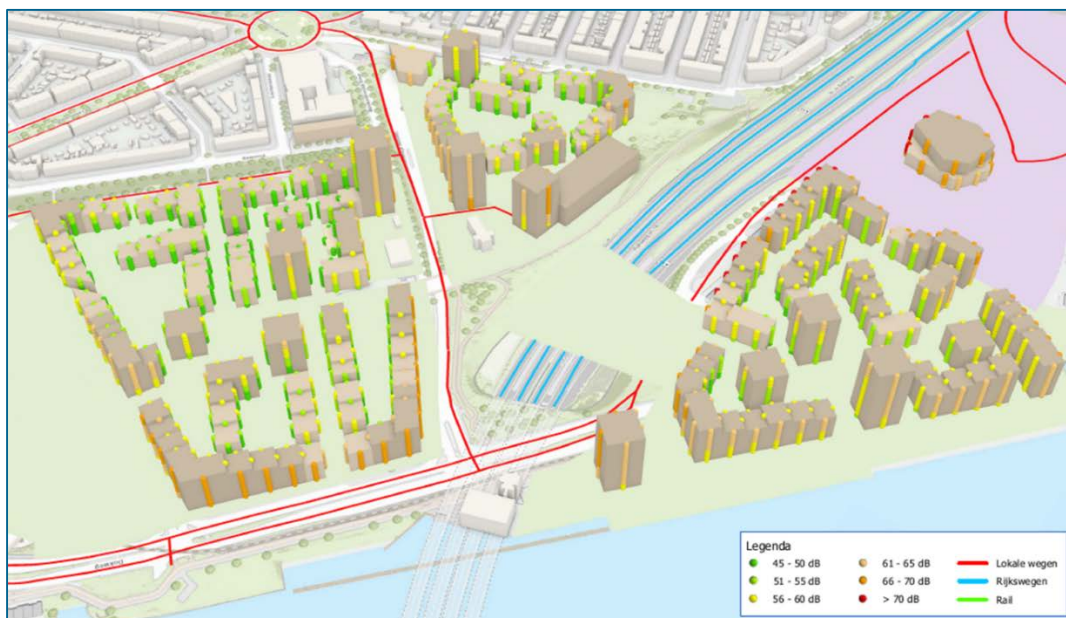 Legenda
45 - 50 dB
51 - 55 dB
56 - 60 dB
61 - 65 dB
66 - 70 dB
> 70 dB
Lokale wegen
Rijkswegen
Rail